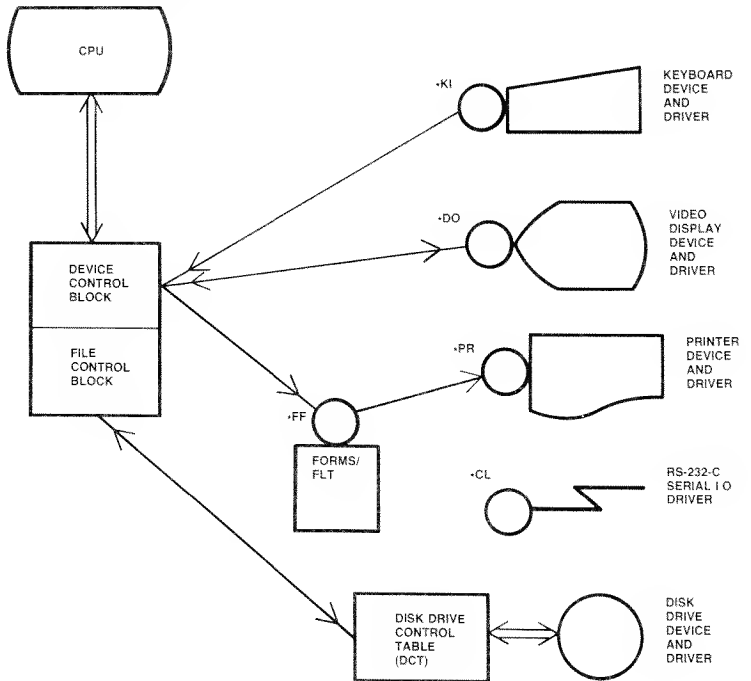 CPU
*KI
KEYBOARD
DEVICE
AND
DRIVER
*DO
VIDEO
DISPLAY
DEVICE
AND
DRIVER
DEVICE
CONTROL
BLOCK
FILE
CONTROL
BLOCK
*PR
PRINTER
DEVICE
AND
DRIVER
*FF
FORMS/
FLT
*CL
RS-232-C
SERIAL I O
DRIVER
DISK DRIVE
CONTROL
TABLE
(DCT)
DISK
DRIVE
DEVICE
AND
DRIVER